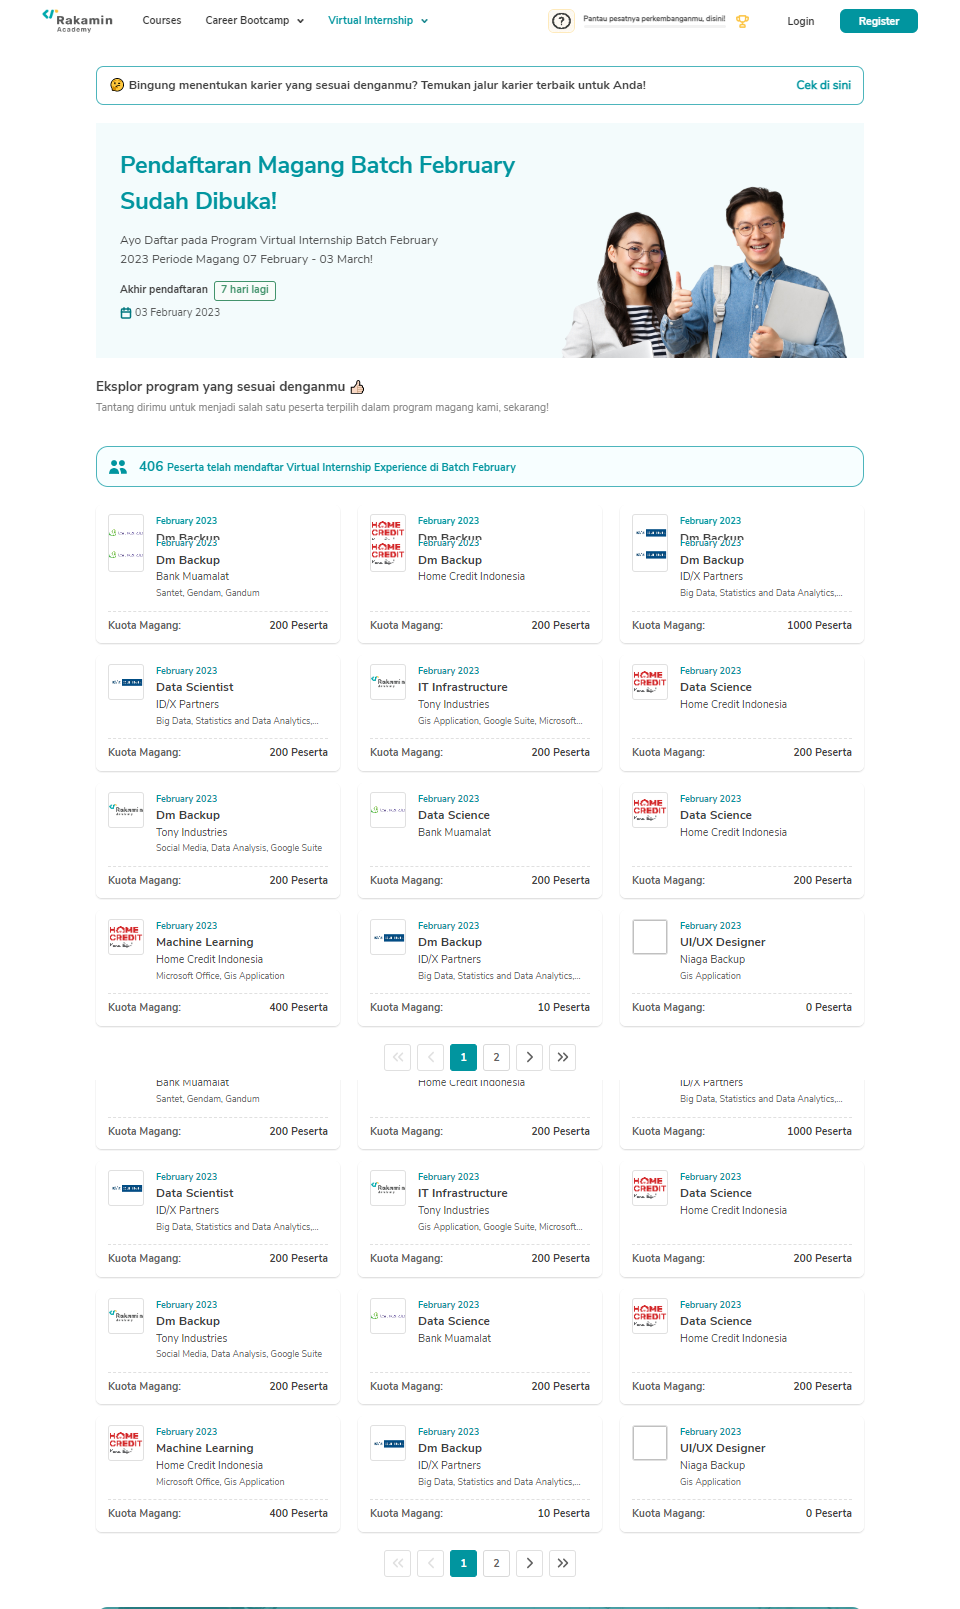 Rakamin
Academy
Courses
Career Bootcamp
Virtual Internship
Pantau pesatnya perkembanganmu, disini!
Login
Register
Bingung menentukan karier yang sesuai denganmu? Temukan jalur karier terbaik untuk Anda!
Cek di sini
Pendaftaran Magang Batch February
Sudah Dibuka!
Ayo Daftar pada Program Virtual Internship Batch February
2023 Periode Magang 07 February - 03 March!
Akhir pendaftaran 7 hari lagi
03 February 2023
Eksplor program yang sesuai denganmu
Tantang dirimu untuk menjadi salah satu peserta terpilih dalam program magang kami, sekarang!
406 Peserta telah mendaftar Virtual Internship Experience di Batch February
February 2023
Dm Backup
February 2023
Dm Backup
Bank Muamalat
Santet, Gendam, Gandum
Kuota Magang: 200 Peserta
HOME CREDIT
February 2023
Dm Backup
HOME CREDIT
February 2023
Dm Backup
Home Credit Indonesia
Kuota Magang: 200 Peserta
February 2023
Dm Backup
February 2023
Dm Backup
ID/X Partners
Big Data, Statistics and Data Analytics,...
Kuota Magang: 1000 Peserta
February 2023
Data Scientist
ID/X Partners
Big Data, Statistics and Data Analytics,...
Kuota Magang: 200 Peserta
Rakamin
February 2023
IT Infrastructure
Tony Industries
Gis Application, Google Suite, Microsoft...
Kuota Magang: 200 Peserta
HOME CREDIT
February 2023
Data Science
Home Credit Indonesia
Kuota Magang: 200 Peserta
Rakamin
February 2023
Dm Backup
Tony Industries
Social Media, Data Analysis, Google Suite
Kuota Magang: 200 Peserta
February 2023
Data Science
Bank Muamalat
Kuota Magang: 200 Peserta
HOME CREDIT
February 2023
Data Science
Home Credit Indonesia
Kuota Magang: 200 Peserta
HOME CREDIT
February 2023
Machine Learning
Home Credit Indonesia
Microsoft Office, Gis Application
Kuota Magang: 400 Peserta
February 2023
Dm Backup
ID/X Partners
Big Data, Statistics and Data Analytics,...
Kuota Magang: 10 Peserta
February 2023
UI/UX Designer
Niaga Backup
Gis Application
Kuota Magang: 0 Peserta
1 2
Bank Muamalat
Santet, Gendam, Gandum
Kuota Magang: 200 Peserta
Home Credit Indonesia
Kuota Magang: 200 Peserta
ID/X Partners
Big Data, Statistics and Data Analytics,...
Kuota Magang: 1000 Peserta
February 2023
Data Scientist
ID/X Partners
Big Data, Statistics and Data Analytics,...
Kuota Magang: 200 Peserta
Rakamin
February 2023
IT Infrastructure
Tony Industries
Gis Application, Google Suite, Microsoft...
Kuota Magang: 200 Peserta
HOME CREDIT
February 2023
Data Science
Home Credit Indonesia
Kuota Magang: 200 Peserta
Rakamin
February 2023
Dm Backup
Tony Industries
Social Media, Data Analysis, Google Suite
Kuota Magang: 200 Peserta
February 2023
Data Science
Bank Muamalat
Kuota Magang: 200 Peserta
HOME CREDIT
February 2023
Data Science
Home Credit Indonesia
Kuota Magang: 200 Peserta
HOME CREDIT
February 2023
Machine Learning
Home Credit Indonesia
Microsoft Office, Gis Application
Kuota Magang: 400 Peserta
February 2023
Dm Backup
ID/X Partners
Big Data, Statistics and Data Analytics,...
Kuota Magang: 10 Peserta
February 2023
UI/UX Designer
Niaga Backup
Gis Application
Kuota Magang: 0 Peserta
1 2